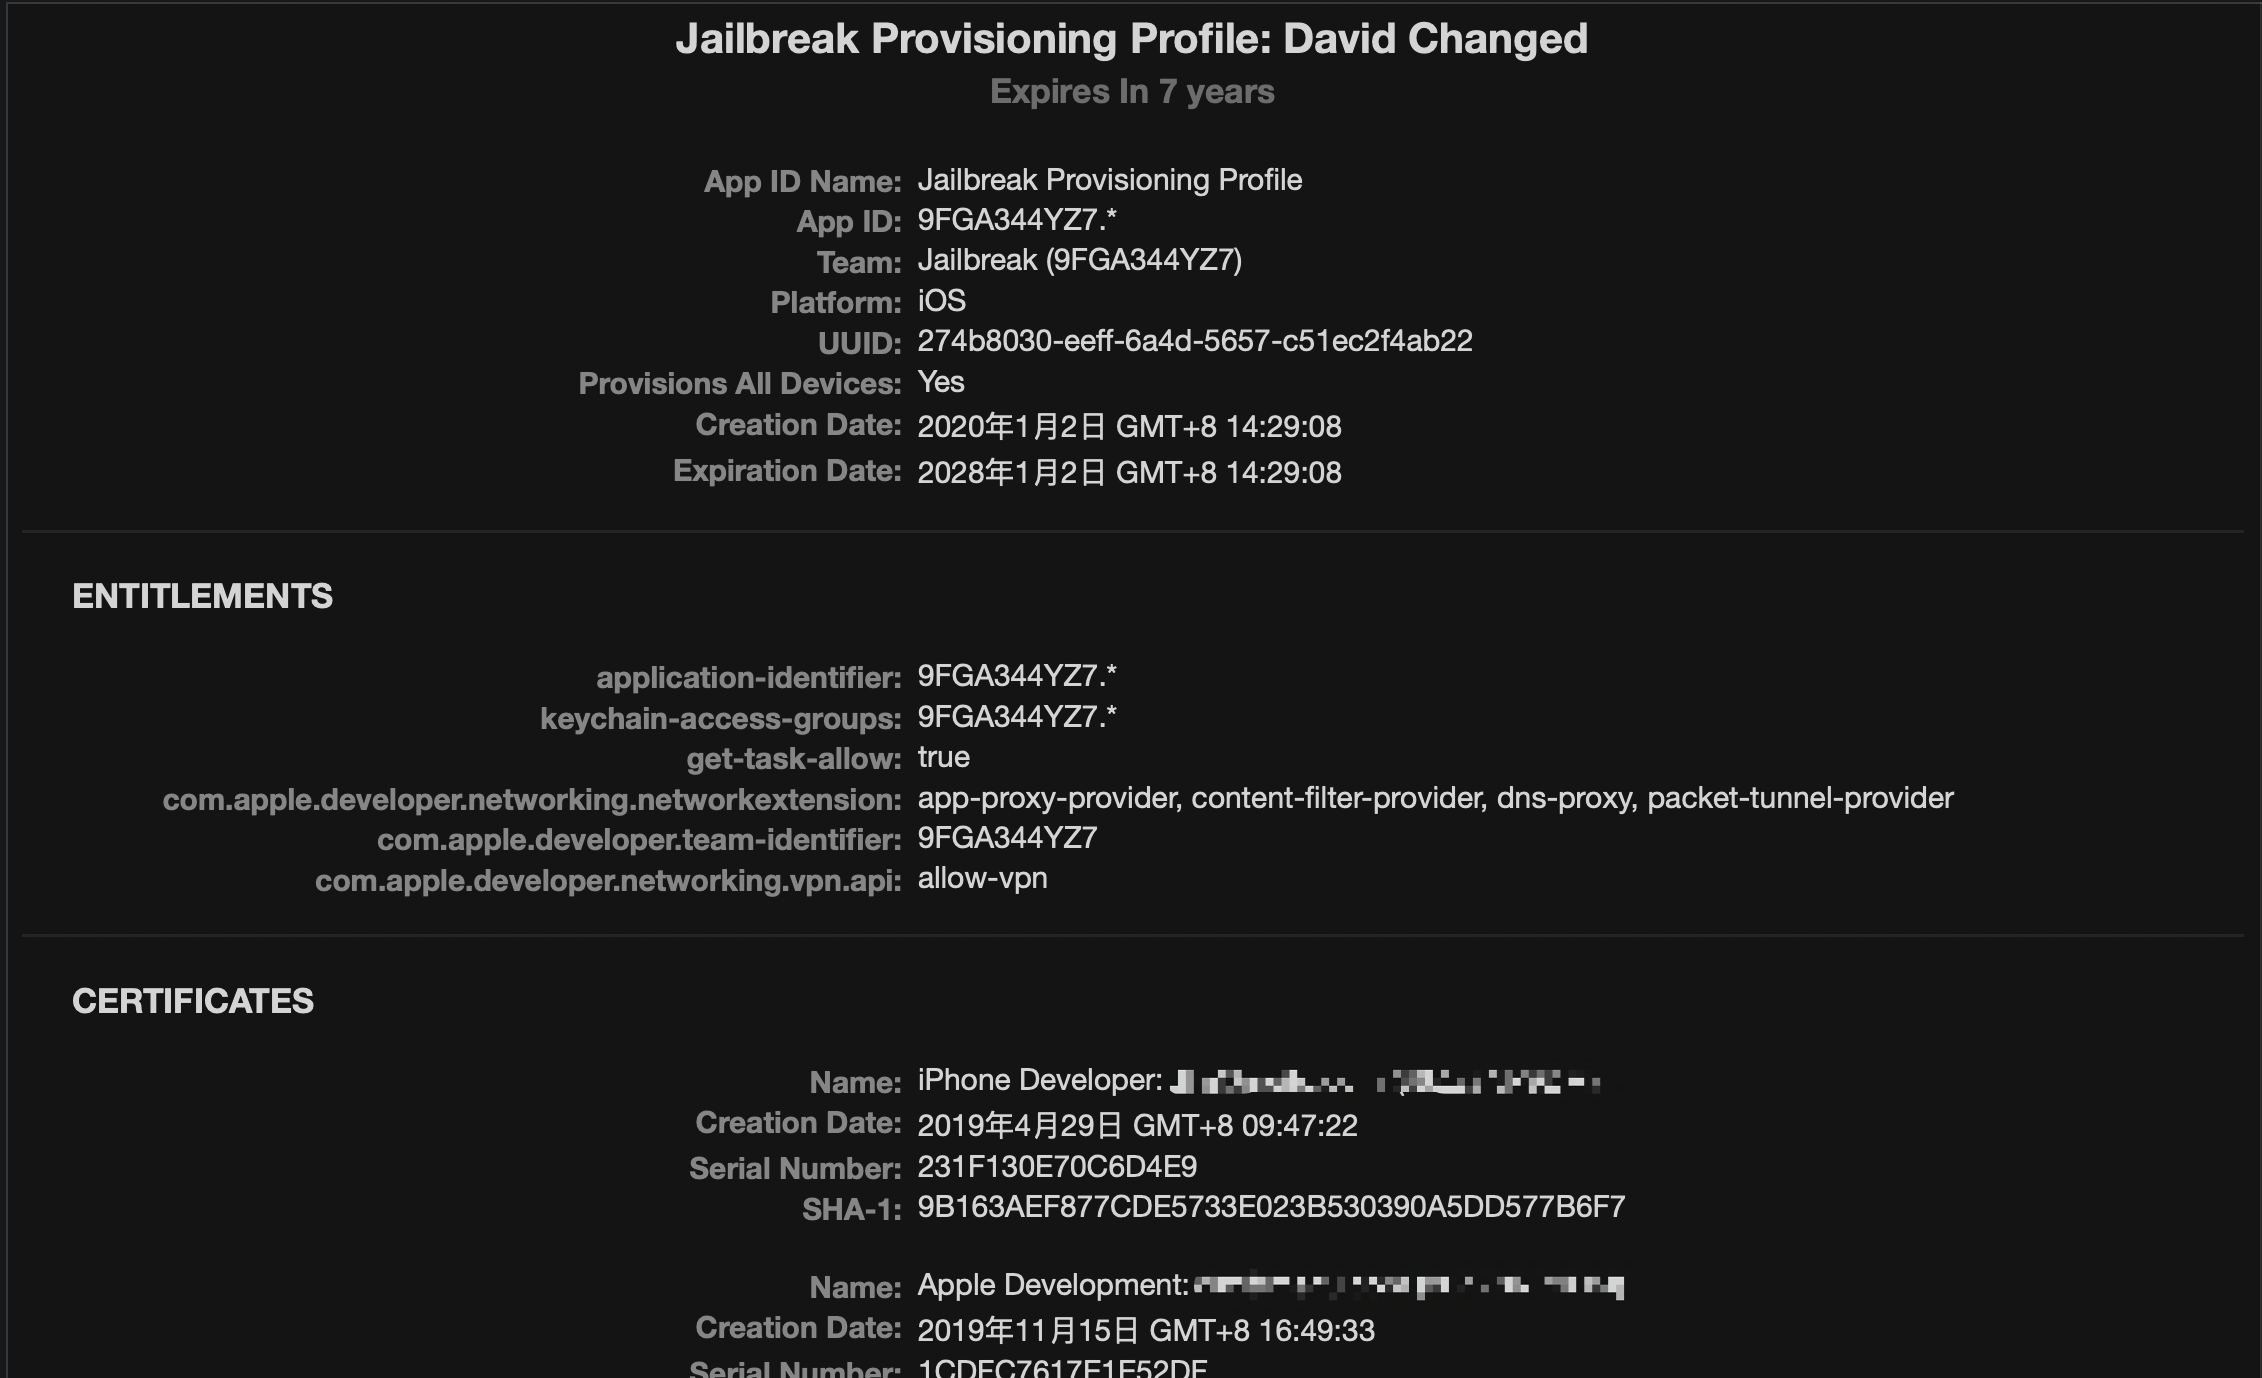 Jailbreak Provisioning Profile: David Changed
Expires In 7 years
App ID Name: Jailbreak Provisioning Profile
App ID: 9FGA344YZ7.*
Team: Jailbreak (9FGA344YZ7)
Platform: iOS
UUID: 274b8030-eeff-6a4d-5657-c51ec2f4ab22
Provisions All Devices: Yes
Creation Date: 2020年1月2日 GMT+8 14:29:08
Expiration Date: 2028年1月2日 GMT+8 14:29:08
ENTITLEMENTS
application-identifier: 9FGA344YZ7.*
keychain-access-groups: 9FGA344YZ7.*
get-task-allow: true
com.apple.developer.networking.networkextension: app-proxy-provider, content-filter-provider, dns-proxy, packet-tunnel-provider
com.apple.developer.team-identifier: 9FGA344YZ7
com.apple.developer.networking.vpn.api: allow-vpn
CERTIFICATES
Name: iPhone Developer:
Creation Date: 2019年4月29日 GMT+8 09:47:22
Serial Number: 231F130E70C6D4E9
SHA-1: 9B163AEF877CDE5733E023B530390A5DD577B6F7
Name: Apple Development:
Creation Date: 2019年11月15日 GMT+8 16:49:33
Serial Number: